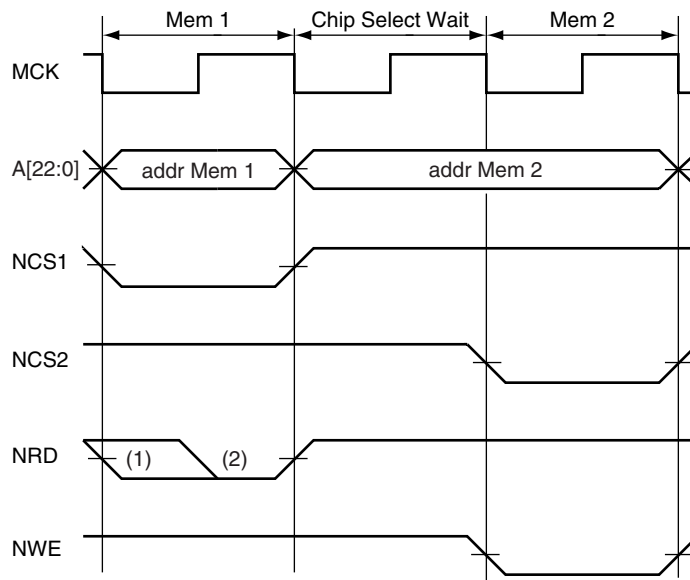 Mem 1 Chip Select Wait Mem 2
MCK
A[22:0] addr Mem 1 addr Mem 2
NCS1
NCS2
NRD (1) (2)
NWE